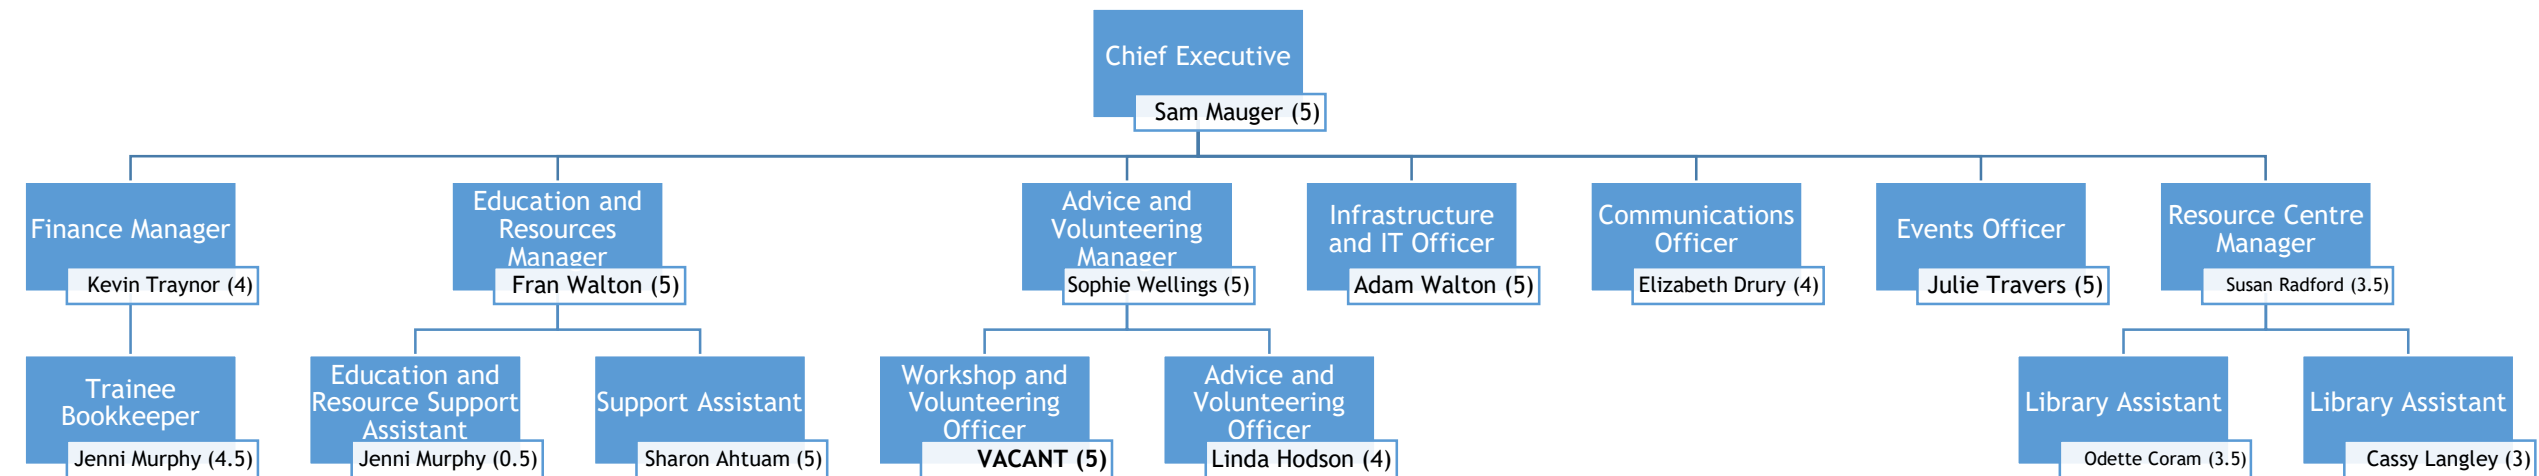 Chief Executive
Sam Mauger (5)
Finance Manager
Kevin Traynor (4)
Education and
Resources
Manager
Fran Walton (5)
Advice and
Volunteering
Manager
Sophie Wellings (5)
Infrastructure
and IT Officer
Adam Walton (5)
Communications
Officer
Elizabeth Drury (4)
Events Officer
Julie Travers (5)
Resource Centre
Manager
Susan Radford (3.5)
Trainee
Bookkeeper
Jenni Murphy (4.5)
Education and
Resource Support
Assistant
Jenni Murphy (0.5)
Support Assistant
Sharon Ahtuam (5)
Workshop and
Volunteering
Officer
VACANT (5)
Advice and
Volunteering
Officer
Linda Hodson (4)
Library Assistant
Odette Coram (3.5)
Library Assistant
Cassy Langley (3)